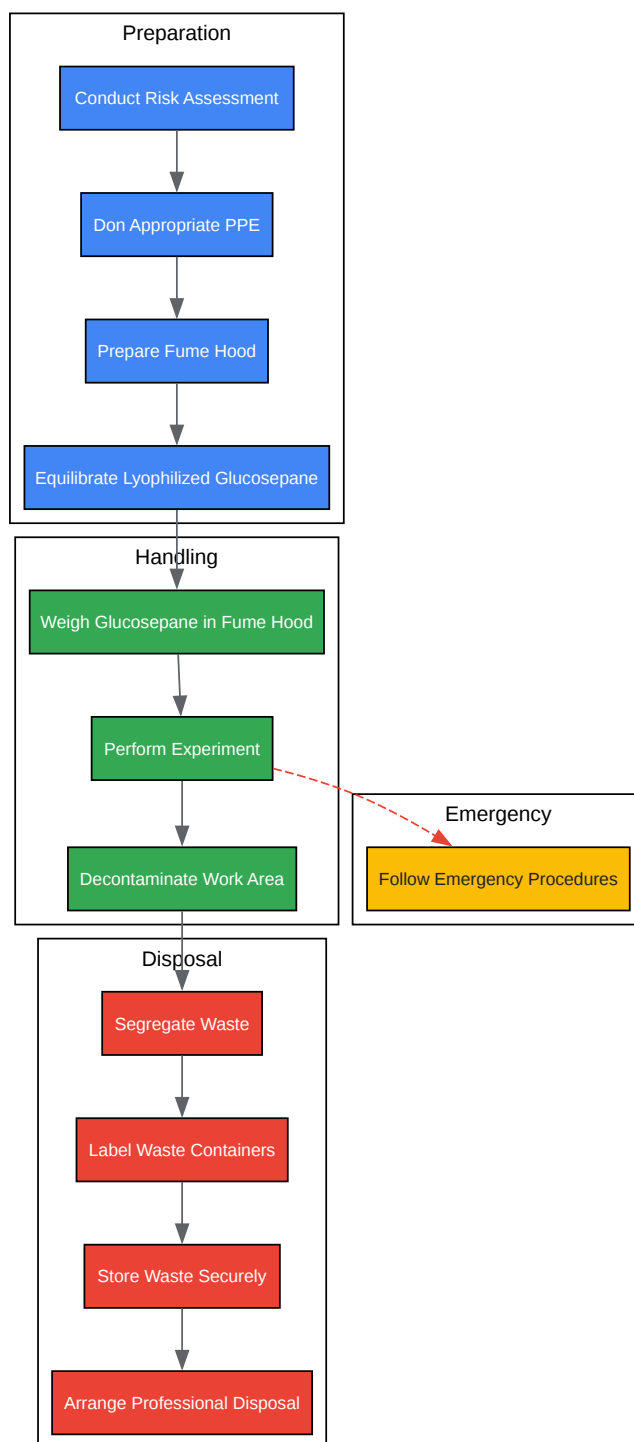 Preparation
Conduct Risk Assessment
Don Appropriate PPE
Prepare Fume Hood
Equilibrate Lyophilized Glucosepane
Handling
Weigh Glucosepane in Fume Hood
Perform Experiment
Emergency
Decontaminate Work Area
Follow Emergency Procedures
Disposal
Segregate Waste
Label Waste Containers
Store Waste Securely
Arrange Professional Disposal